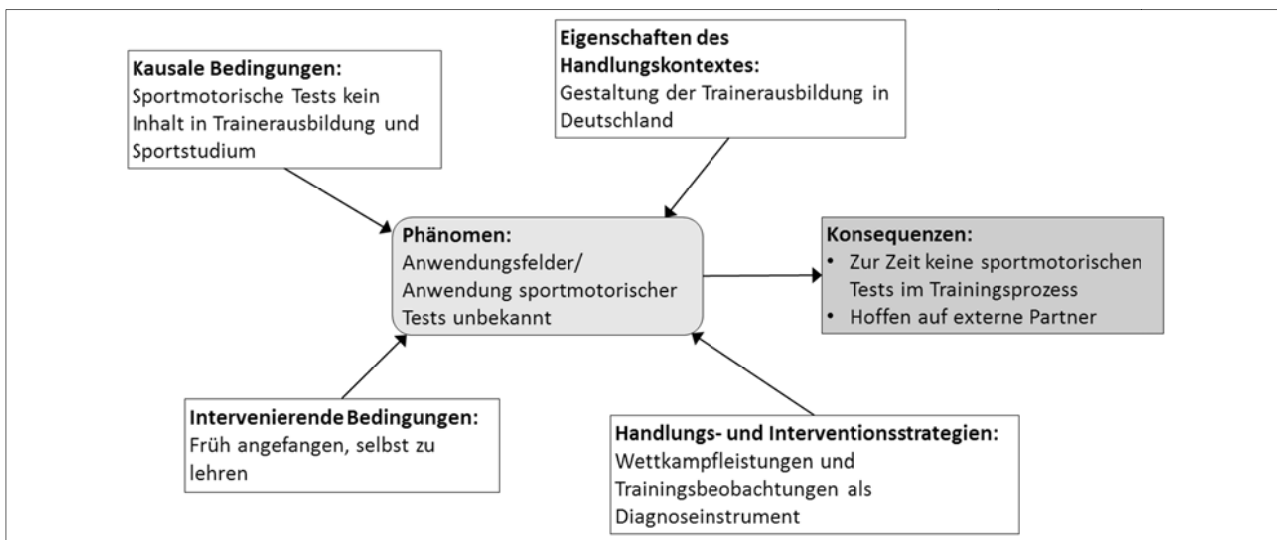 Kausale Bedingungen:
Sportmotorische Tests kein
Inhalt in Trainerausbildung und
Sportstudium
Eigenschaften des
Handlungskontextes:
Gestaltung der Trainerausbildung in
Deutschland
Phänomen:
Anwendungsfelder/
Anwendung sportmotorischer
Tests unbekannt
Konsequenzen:
• Zur Zeit keine sportmotorischen
Tests im Trainingsprozess
• Hoffen auf externe Partner
Intervenierende Bedingungen:
Früh angefangen, selbst zu
lehren
Handlungs- und Interventionsstrategien:
Wettkampfleistungen und
Trainingsbeobachtungen als
Diagnoseinstrument